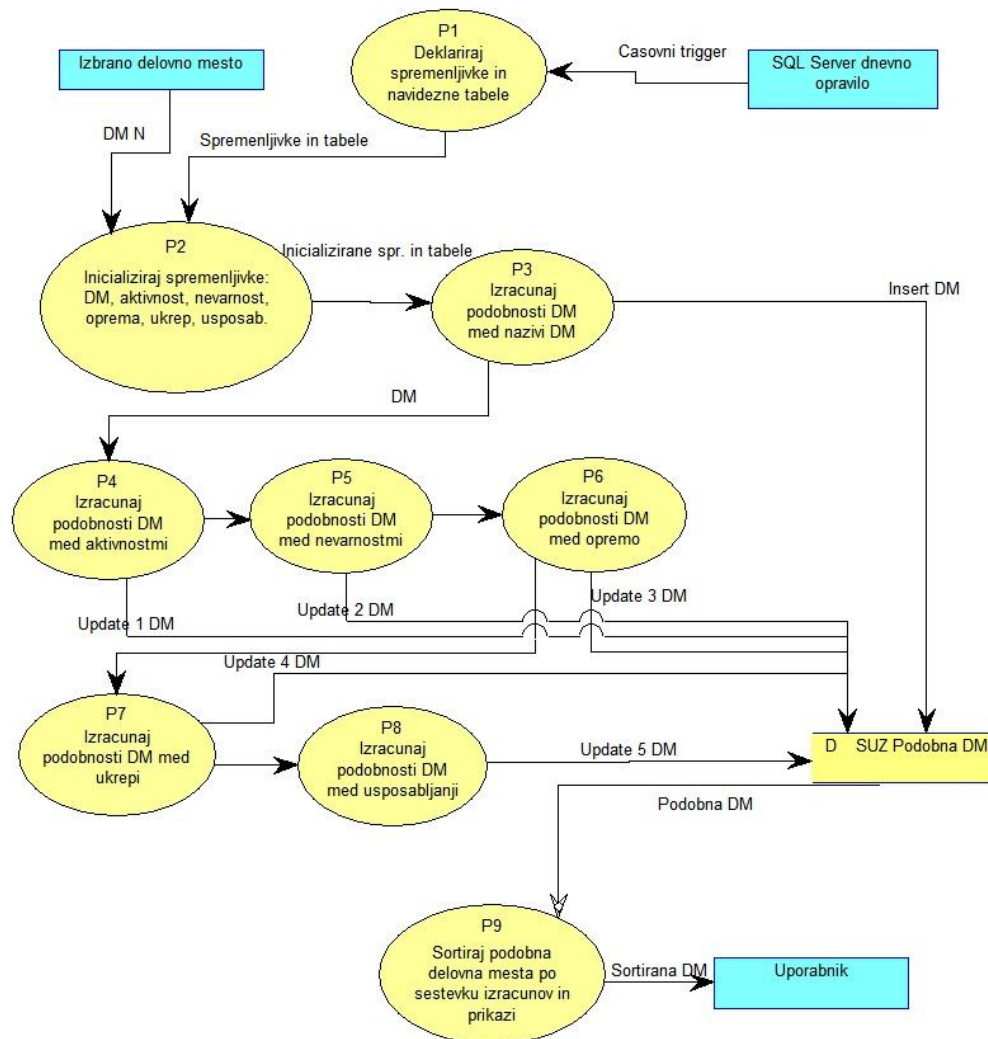 P1
Deklariraj
spremenljivke in
navidezne tabele
Izbrano delovno mesto
Casovni trigger
SQL Server dnevno
opravilo
DM N
Spremenljivke in tabele
P2
Inicializiraj spremenljivke:
DM, aktivnost, nevarnost,
oprema, ukrep, usposab.
Inicializirane spr. in tabele
P3
Izracunaj
podobnosti DM
med nazivi DM
Insert DM
DM
P4
Izracunaj
podobnosti DM
med aktivnostmi
P5
Izracunaj
podobnosti DM
med nevarnostmi
P6
Izracunaj
podobnosti DM
med opremo
Update 1 DM
Update 2 DM
Update 3 DM
Update 4 DM
P7
Izracunaj
podobnosti DM med
ukrepi
P8
Izracunaj
podobnosti DM
med usposabljanji
Update 5 DM
D SUZ Podobna DM
Podobna DM
P9
Sortiraj podobna
delovna mesta po
sestevku izracunov in
prikazi
Sortirana DM
Uporabnik